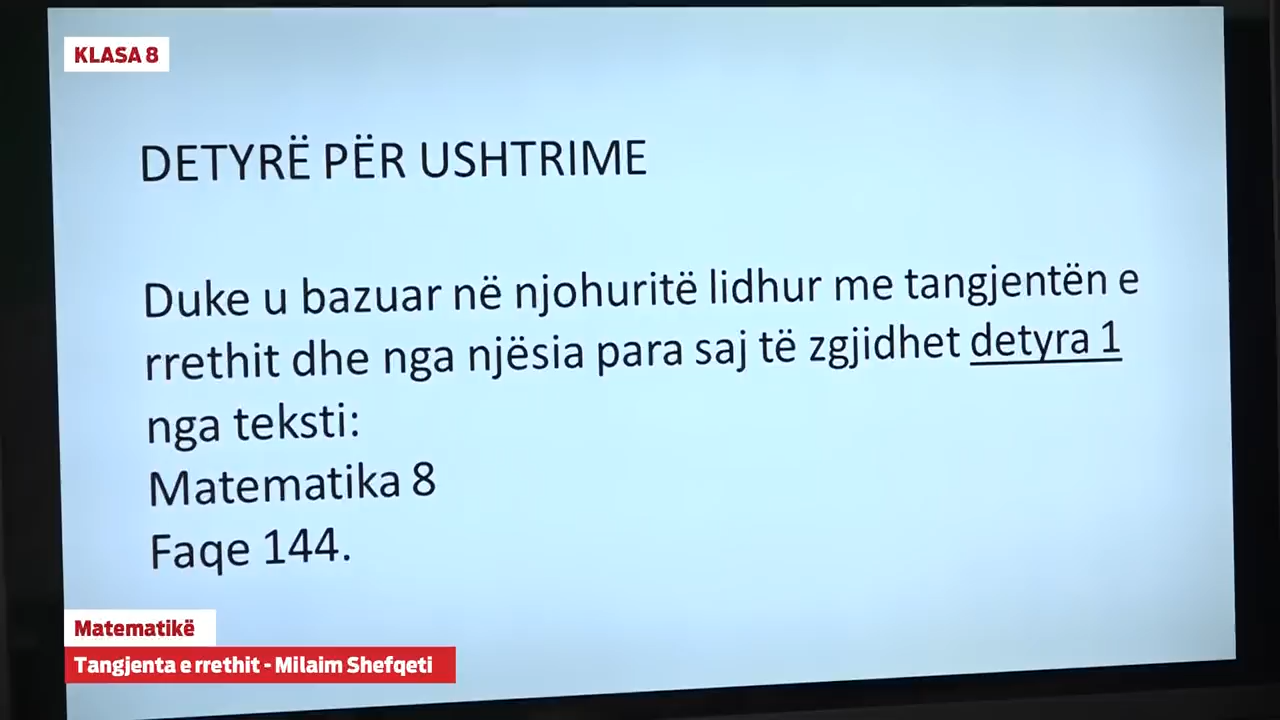 KLASA 8
DETYRË PËR USHTRIME
Duke u bazuar në njohuritë lidhur me tangjentën e
rrethit dhe nga njësia para saj të zgjidhet detyra 1
nga teksti:
Matematika 8
Faqe 144.
Matematikë
Tangjenta e rrethit - Milaim Shefqeti